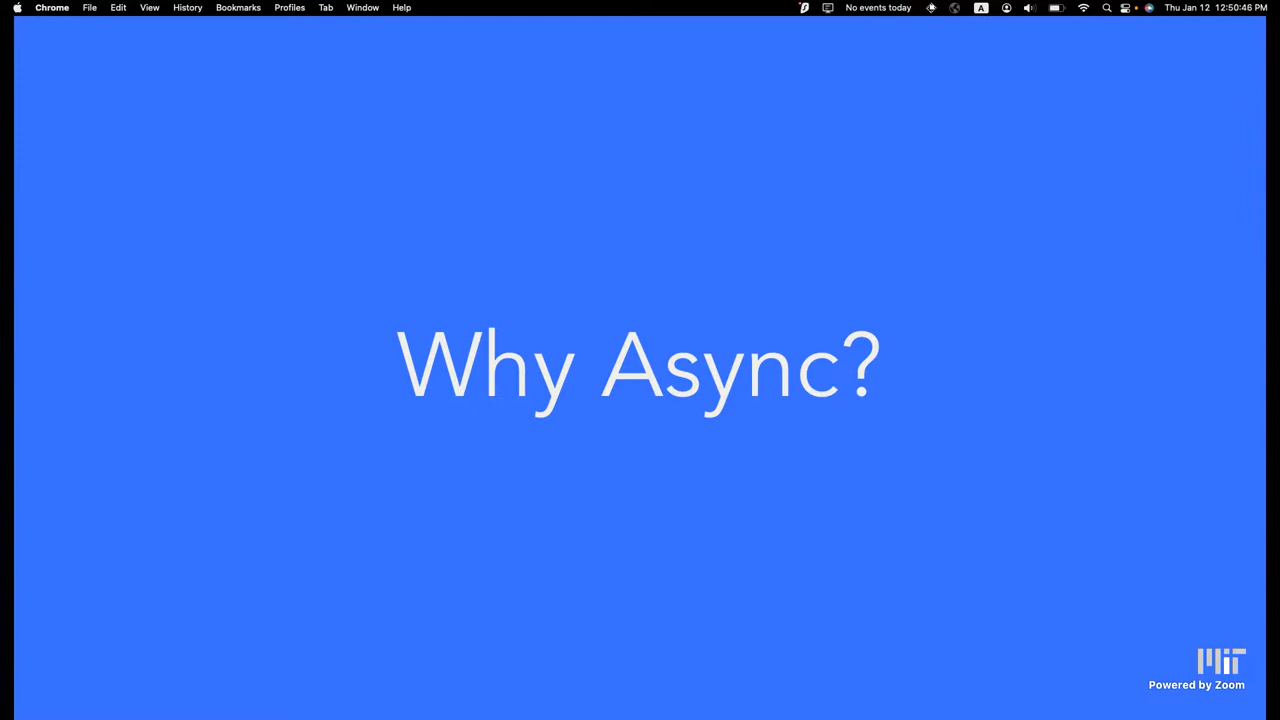 Chrome File Edit View History Bookmarks Profiles Tab Window Help No events today A Thu Jan 12 12:50:46 PM
Why Async?
MIT
Powered by Zoom